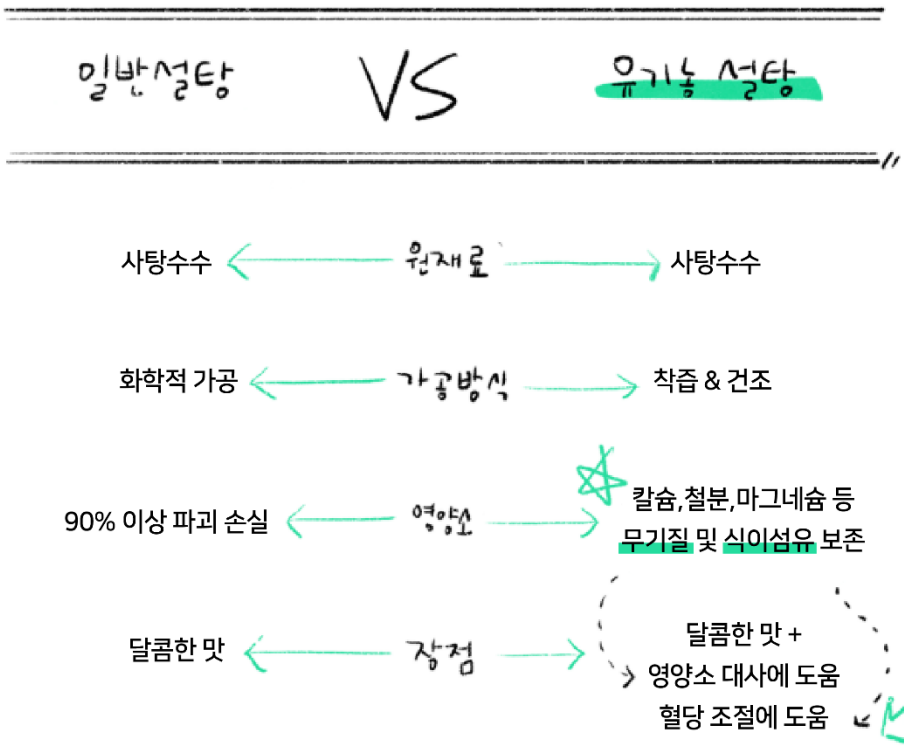 일반설탕 VS 유기농 설탕
사탕수수 원재료 사탕수수
화학적 가공 가공방식 착즙 & 건조
90% 이상 파괴 손실 영양소 칼슘,철분,마그네슘 등
무기질 및 식이섬유 보존
달콤한 맛 장점 달콤한 맛 +
영양소 대사에 도움
혈당 조절에 도움